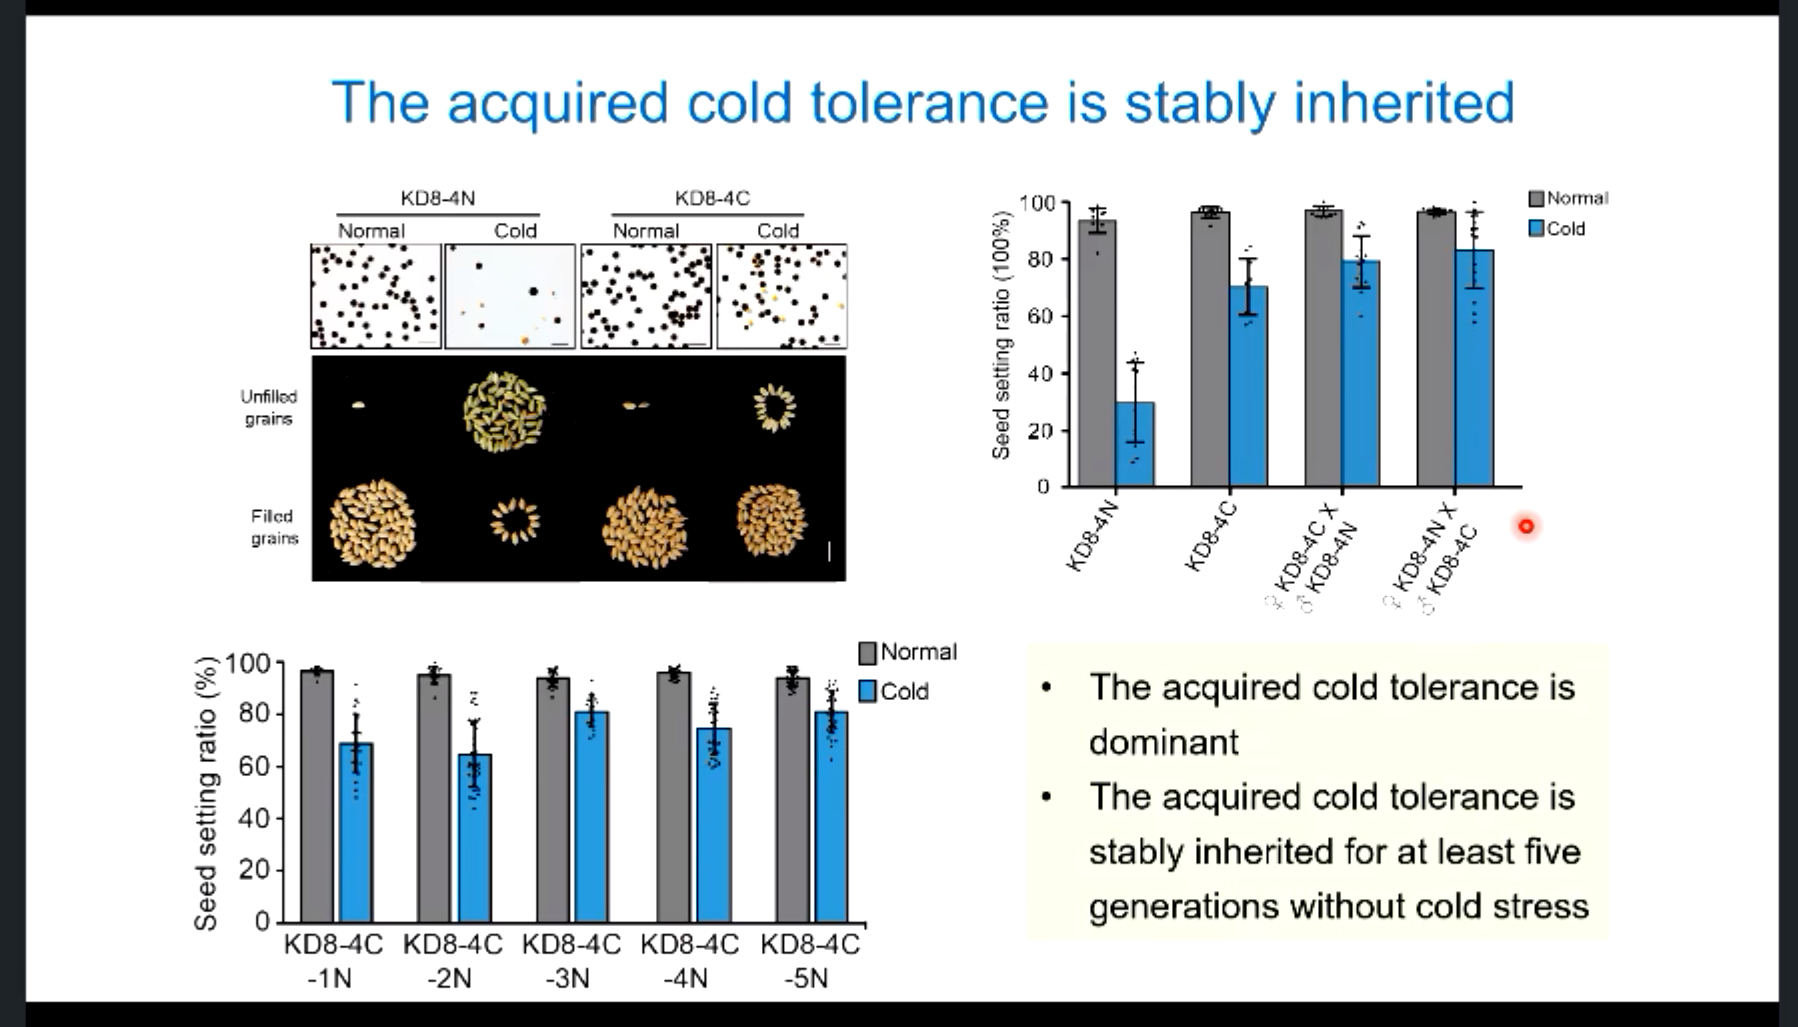 The acquired cold tolerance is stably inherited
KD8-4N
KD8-4C
Normal
Cold
Normal
Cold
Unfilled
grains
Filled
grains
Seed setting ratio (100%)
100
80
60
40
20
0
Normal
Cold
KD8-4N
KD8-4C
♀ KD8-4C X
♂ KD8-4N
♀ KD8-4N X
♂ KD8-4C
Seed setting ratio (%)
100
80
60
40
20
0
Normal
Cold
KD8-4C
-1N
KD8-4C
-2N
KD8-4C
-3N
KD8-4C
-4N
KD8-4C
-5N
• The acquired cold tolerance is
dominant
• The acquired cold tolerance is
stably inherited for at least five
generations without cold stress